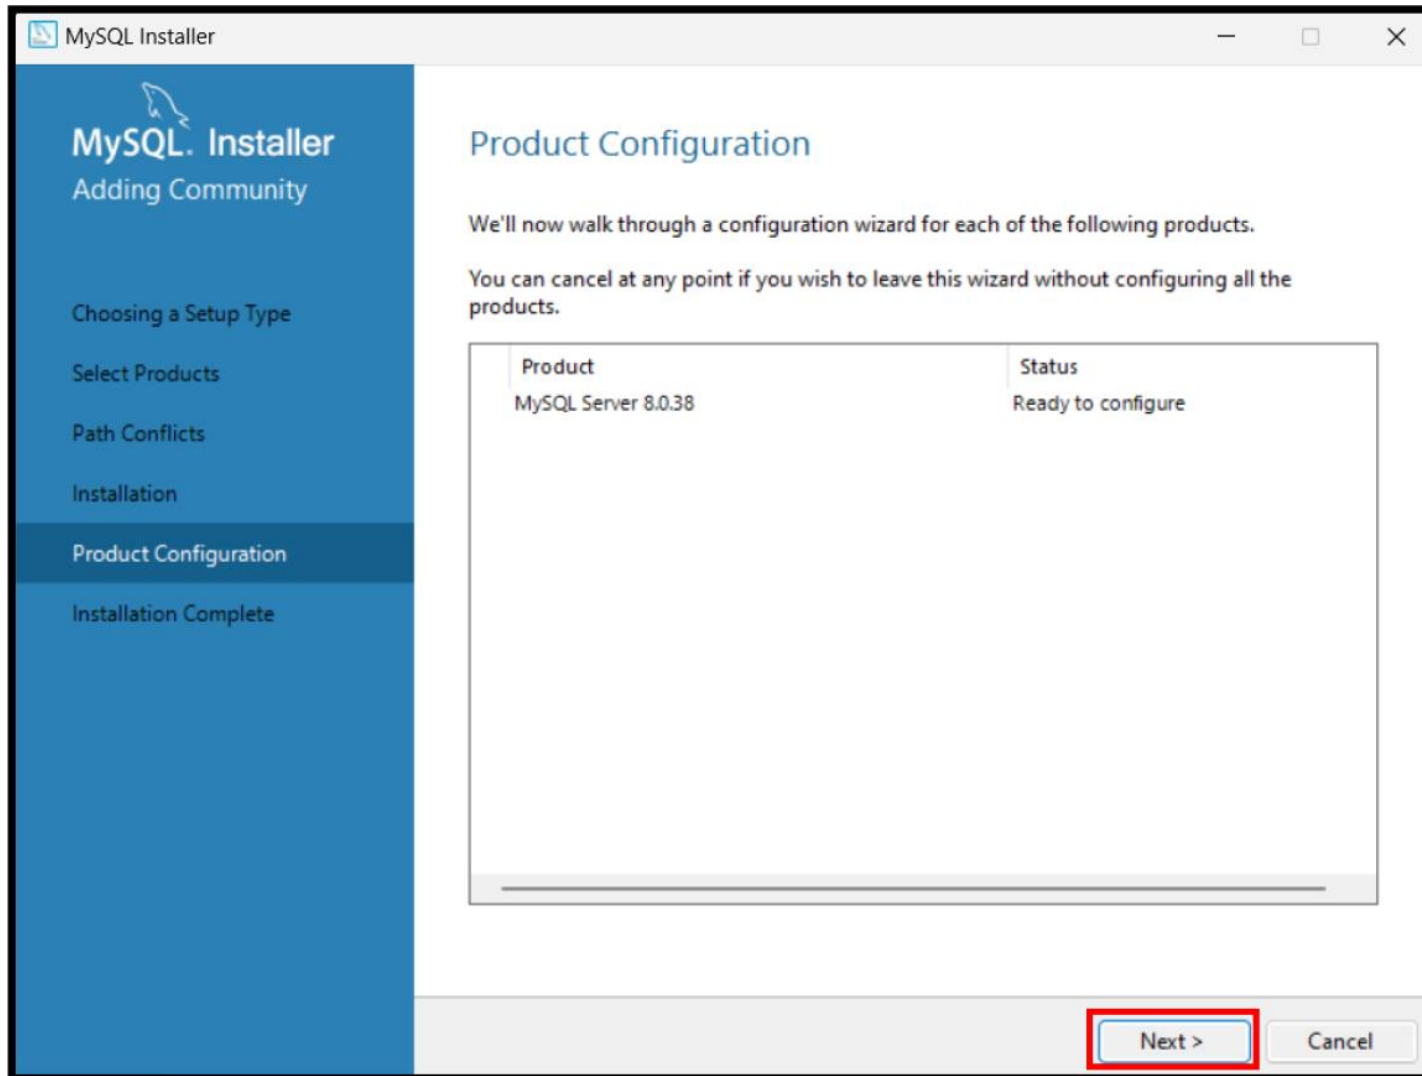 MySQL Installer
MySQL. Installer
Adding Community
Choosing a Setup Type
Select Products
Path Conflicts
Installation
Product Configuration
Installation Complete
Product Configuration
We'll now walk through a configuration wizard for each of the following products.
You can cancel at any point if you wish to leave this wizard without configuring all the
products.
Product Status
MySQL Server 8.0.38 Ready to configure
Next > Cancel